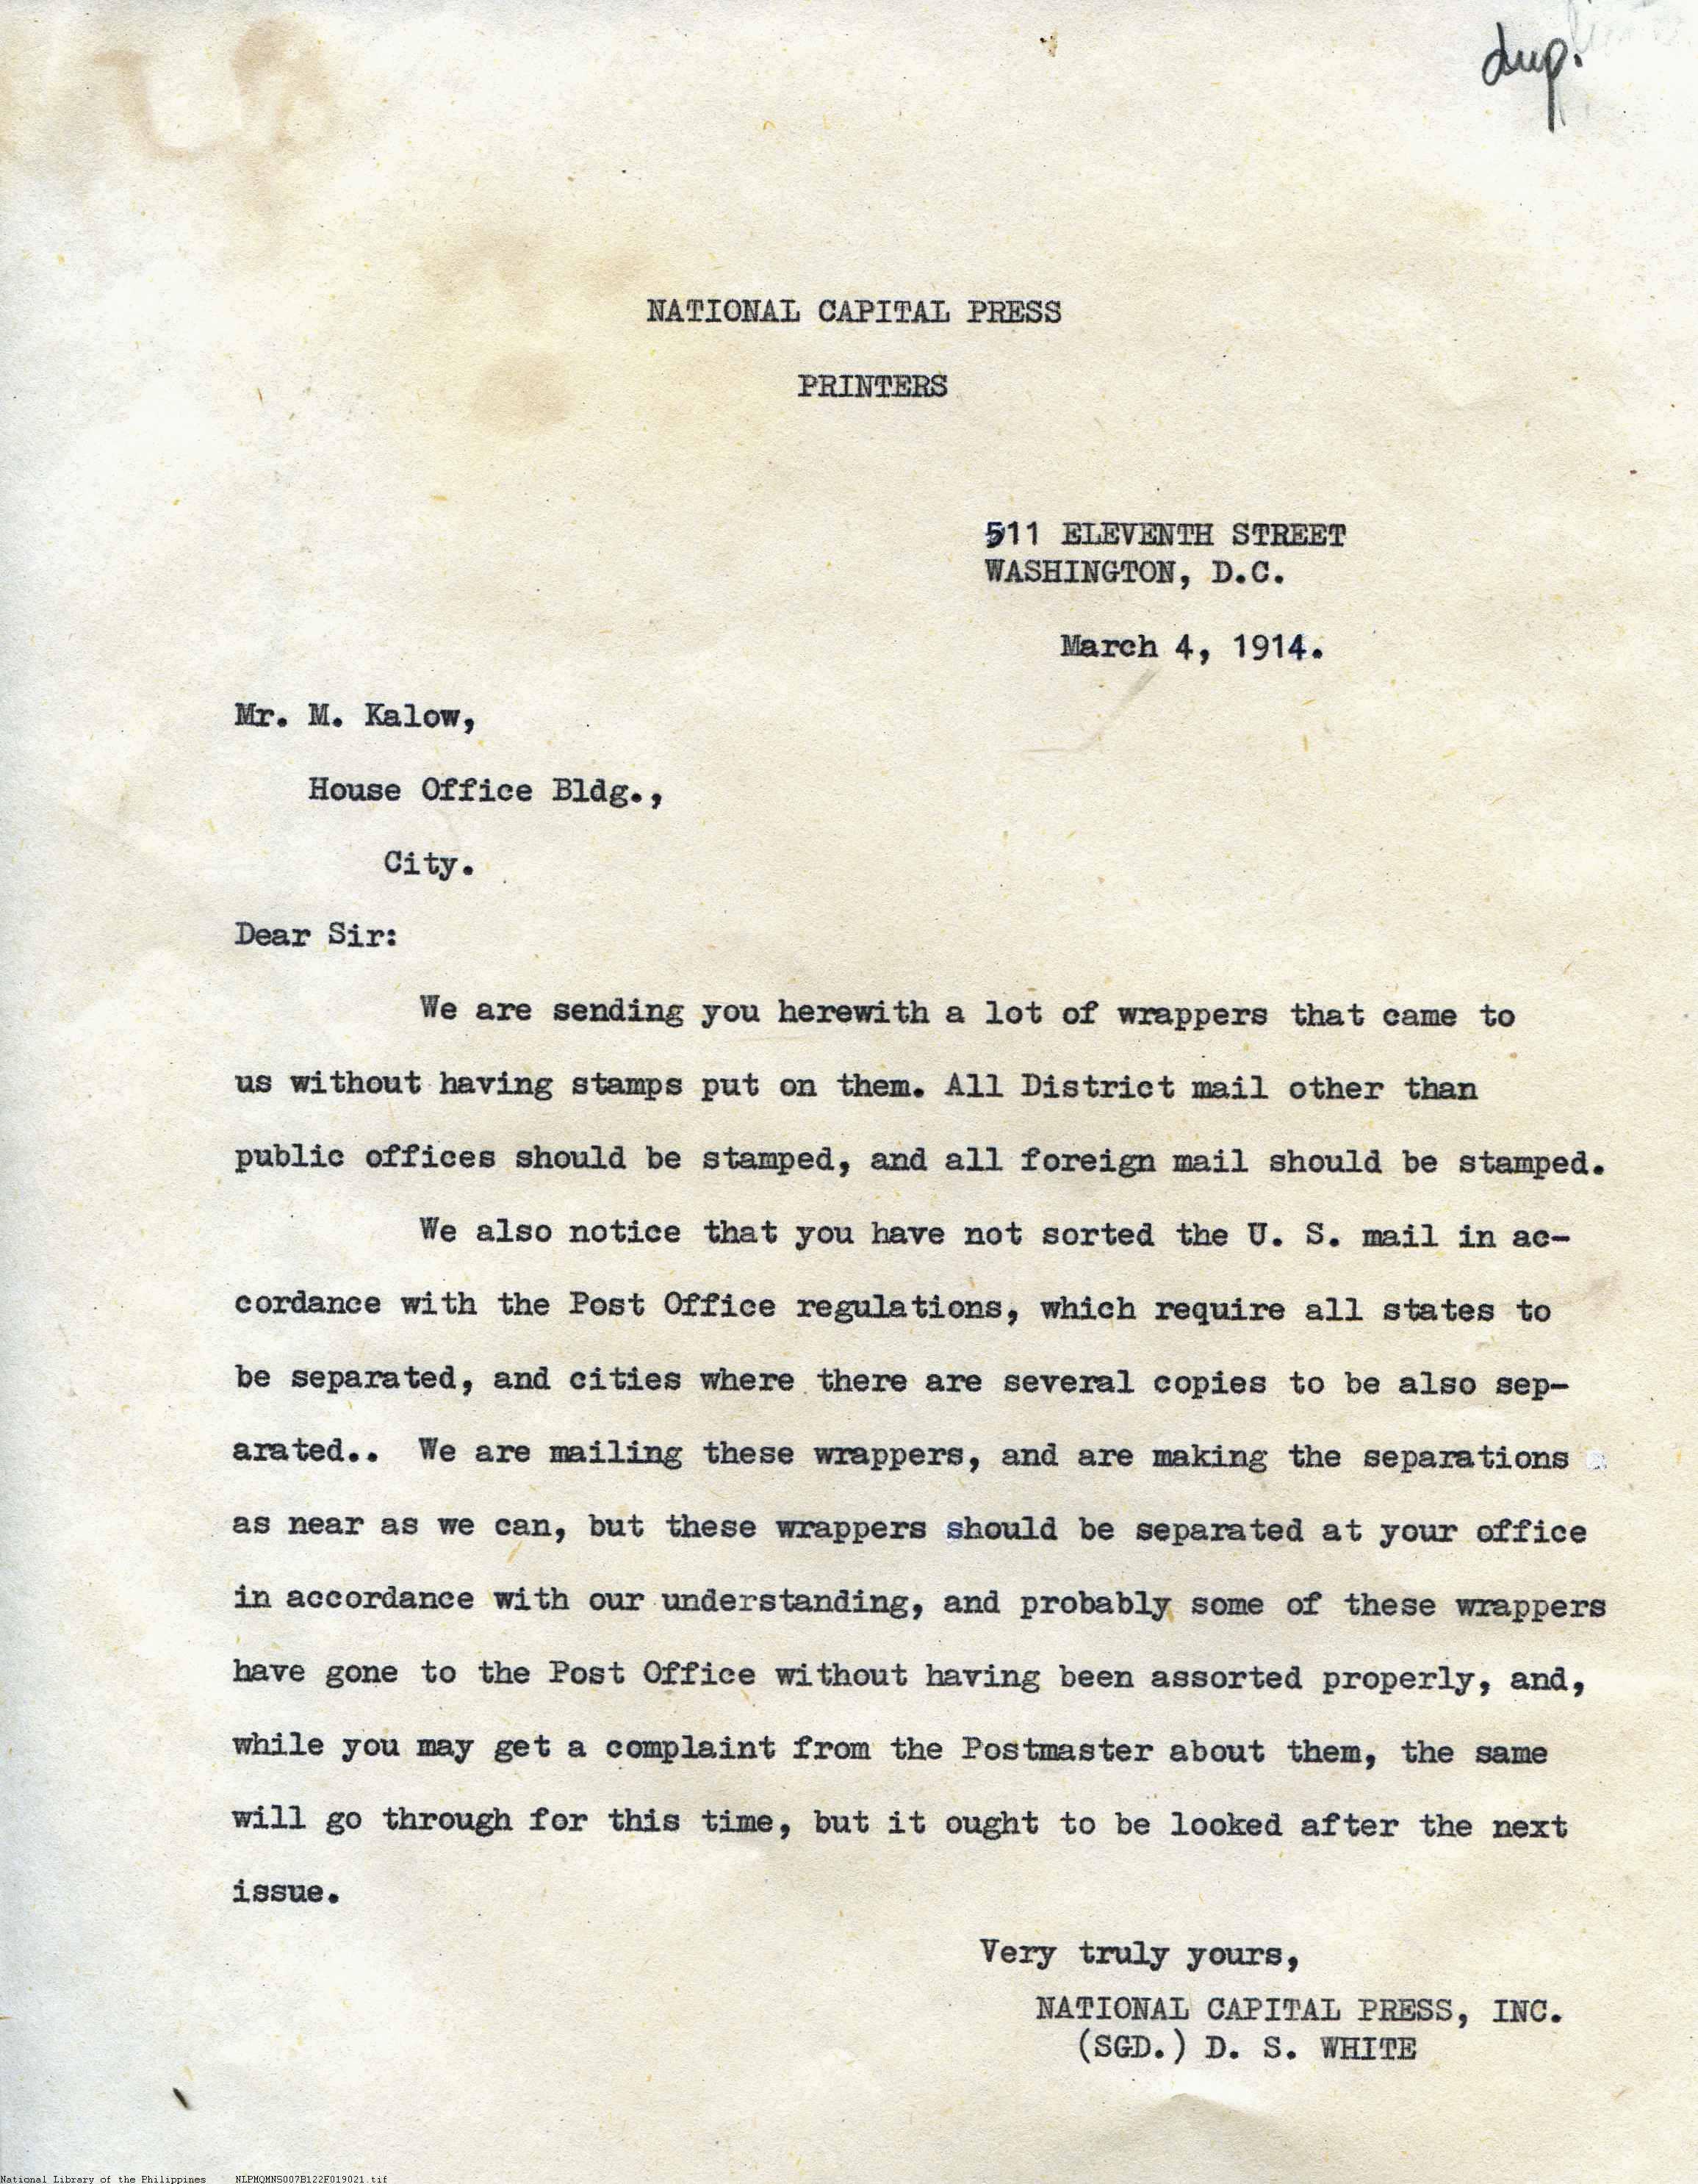 dup.
NATIONAL CAPITAL PRESS
PRINTERS
511 ELEVENTH STREET
WASHINGTON, D.C.
March 4, 1914.
Mr. M. Kalow,
House Office Bldg.,
City.
Dear Sir:
We are sending you herewith a lot of wrappers that came to
us without having stamps put on them. All District mail other than
public offices should be stamped, and all foreign mail should be stamped.
We also notice that you have not sorted the U. S. mail in ac-
cordance with the Post Office regulations, which require all states to
be separated, and cities where there are several copies to be also sep-
arated.. We are mailing these wrappers, and are making the separations
as near as we can, but these wrappers should be separated at your office
in accordance with our understanding, and probably some of these wrappers
have gone to the Post Office without having been assorted properly, and,
while you may get a complaint from the Postmaster about them, the same
will go through for this time, but it ought to be looked after the next
issue.
Very truly yours,
NATIONAL CAPITAL PRESS, INC.
(SGD.) D. S. WHITE
National Library of the Philippines NLPMQMNS007B122F019021.tif